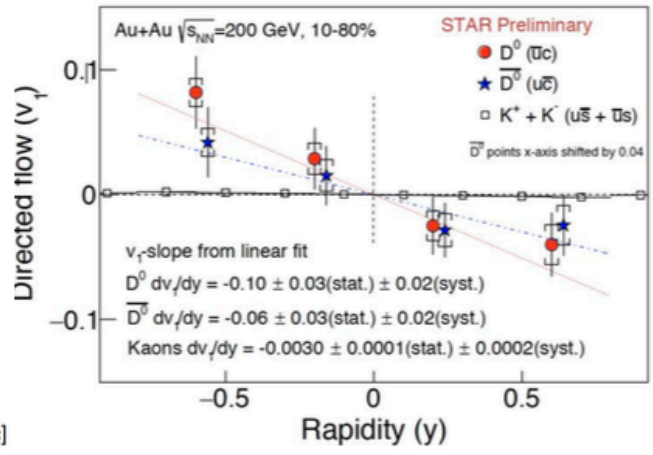 Au+Au √sNN=200 GeV, 10-80%
STAR Preliminary
D⁰ (u̅c)
D̅⁰ (uc̅)
K⁺ + K⁻ (us̅ + u̅s)
D̅⁰ points x-axis shifted by 0.04
Directed flow (v₁)
0.1
0
−0.1
v₁-slope from linear fit
D⁰ dv₁/dy = -0.10 ± 0.03(stat.) ± 0.02(syst.)
D̅⁰ dv₁/dy = -0.06 ± 0.03(stat.) ± 0.02(syst.)
Kaons dv₁/dy = -0.0030 ± 0.0001(stat.) ± 0.0002(syst.)
−0.5 0 0.5
Rapidity (y)